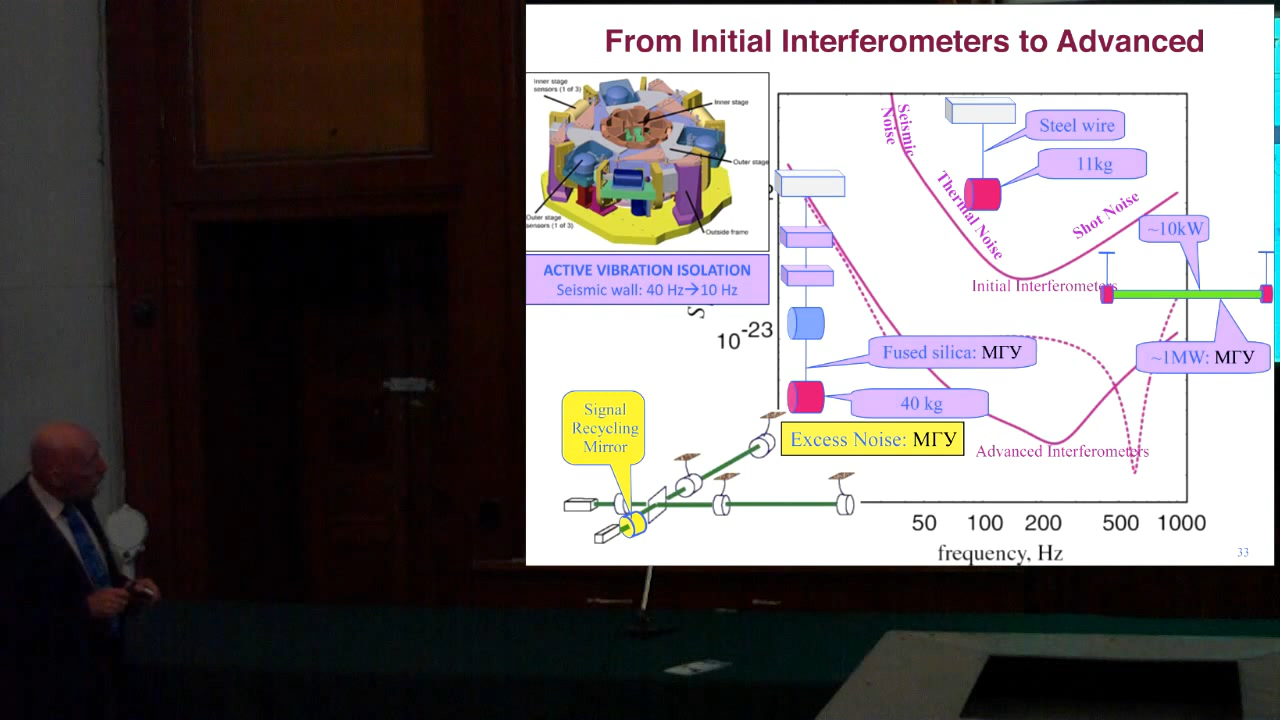 From Initial Interferometers to Advanced
Inner stage
sensors (1 of 3)
Inner stage
Outer stage
Outer stage
sensors (1 of 3)
Outside frame
ACTIVE VIBRATION ISOLATION
Seismic wall: 40 Hz→10 Hz
Seismic
Noise
Thermal Noise
Shot Noise
Steel wire
11kg
~10kW
Initial Interferometers
10-23
Fused silica: МГУ
~1MW: МГУ
40 kg
Signal
Recycling
Mirror
Excess Noise: МГУ
Advanced Interferometers
50 100 200 500 1000
frequency, Hz
33